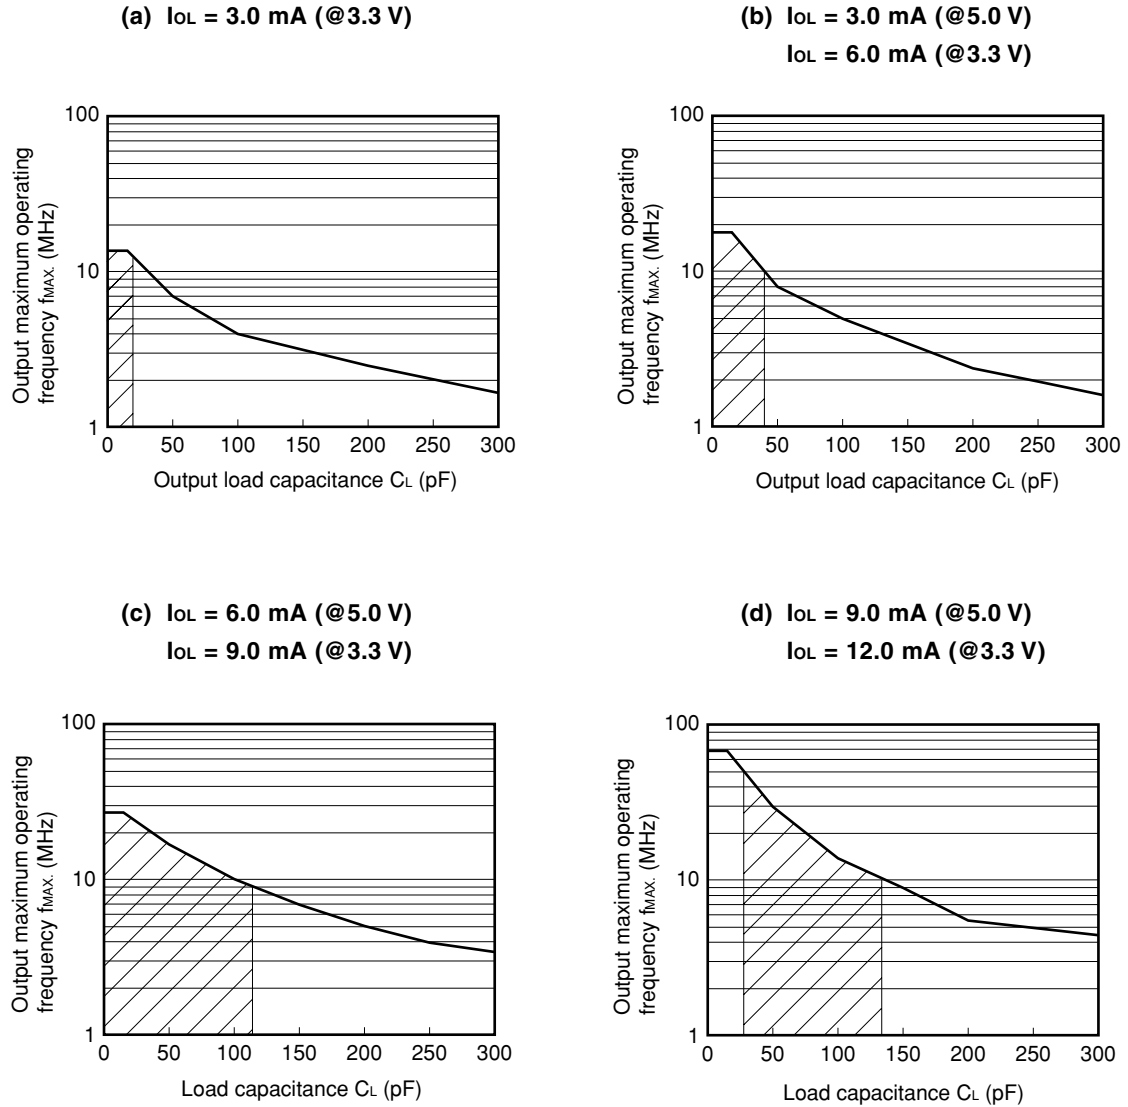 (a) IOL = 3.0 mA (@3.3 V)
100
10
1
0 50 100 150 200 250 300
Output maximum operating
frequency fMAX. (MHz)
Output load capacitance CL (pF)
(b) IOL = 3.0 mA (@5.0 V)
IOL = 6.0 mA (@3.3 V)
100
10
1
0 50 100 150 200 250 300
Output maximum operating
frequency fMAX. (MHz)
Output load capacitance CL (pF)
(c) IOL = 6.0 mA (@5.0 V)
IOL = 9.0 mA (@3.3 V)
100
10
1
0 50 100 150 200 250 300
Output maximum operating
frequency fMAX. (MHz)
Load capacitance CL (pF)
(d) IOL = 9.0 mA (@5.0 V)
IOL = 12.0 mA (@3.3 V)
100
10
1
0 50 100 150 200 250 300
Output maximum operating
frequency fMAX. (MHz)
Load capacitance CL (pF)